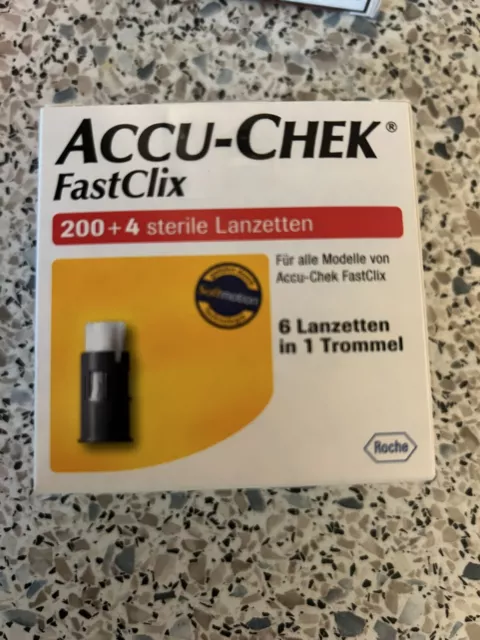 ACCU-CHEK®
FastClix
200+4 sterile Lanzetten
Für alle Modelle von
Accu-Chek FastClix
Softmotion
6 Lanzetten
in 1 Trommel
Roche